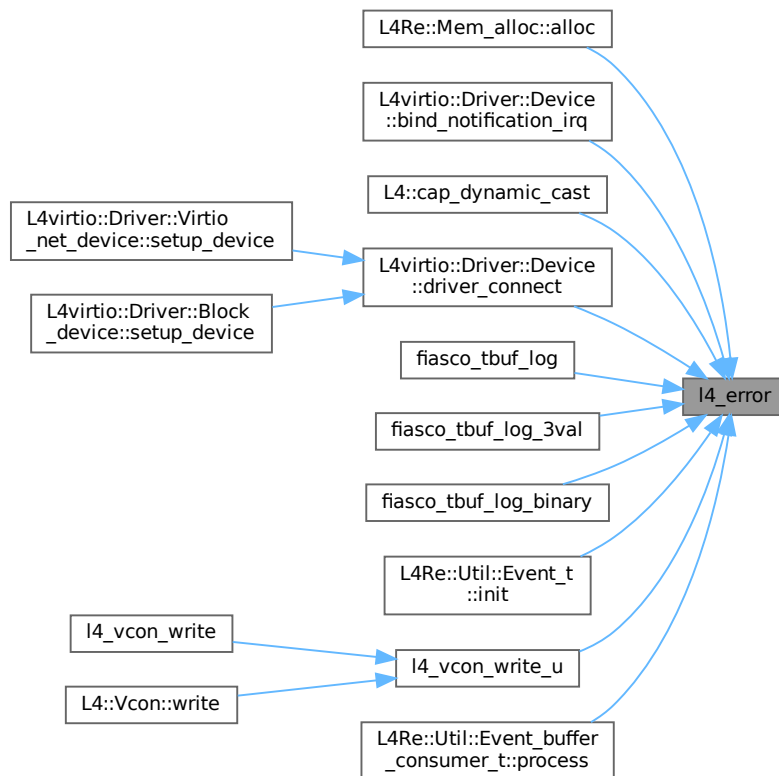 L4Re::Mem_alloc::alloc
L4virtio::Driver::Device
::bind_notification_irq
L4::cap_dynamic_cast
L4virtio::Driver::Virtio
_net_device::setup_device
L4virtio::Driver::Device
::driver_connect
L4virtio::Driver::Block
_device::setup_device
fiasco_tbuf_log
l4_error
fiasco_tbuf_log_3val
fiasco_tbuf_log_binary
L4Re::Util::Event_t
::init
l4_vcon_write
l4_vcon_write_u
L4::Vcon::write
L4Re::Util::Event_buffer
_consumer_t::process